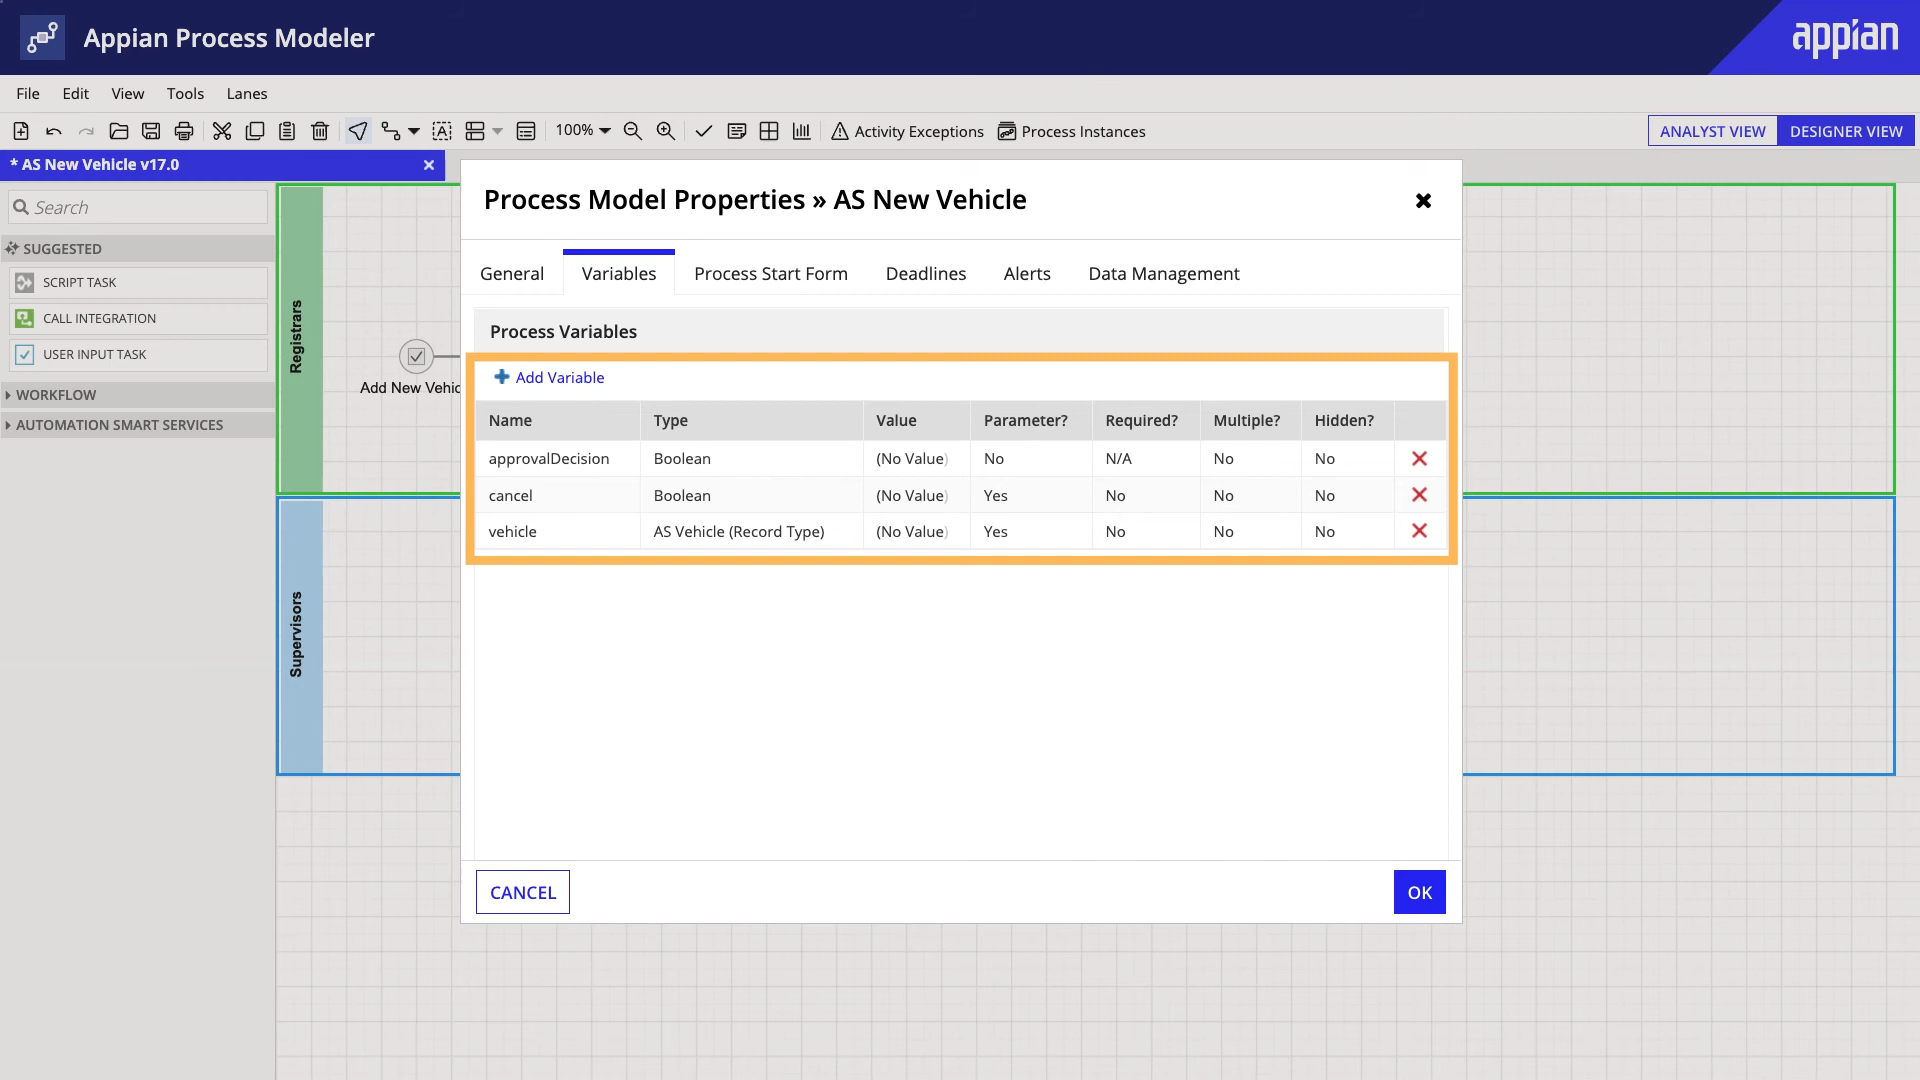 Appian Process Modeler
appian
File Edit View Tools Lanes
100% Activity Exceptions Process Instances ANALYST VIEW DESIGNER VIEW
* AS New Vehicle v17.0
Search
SUGGESTED
SCRIPT TASK
CALL INTEGRATION
USER INPUT TASK
WORKFLOW
AUTOMATION SMART SERVICES
Registrars
Add New Vehic
Supervisors
Process Model Properties » AS New Vehicle
General Variables Process Start Form Deadlines Alerts Data Management
Process Variables
Add Variable
Name Type Value Parameter? Required? Multiple? Hidden?
approvalDecision Boolean (No Value) No N/A No No
cancel Boolean (No Value) Yes No No No
vehicle AS Vehicle (Record Type) (No Value) Yes No No No
CANCEL OK